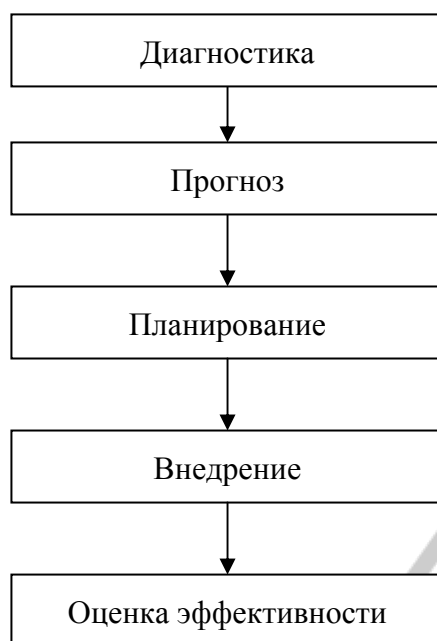 Диагностика
Прогноз
Планирование
Внедрение
Оценка эффективности